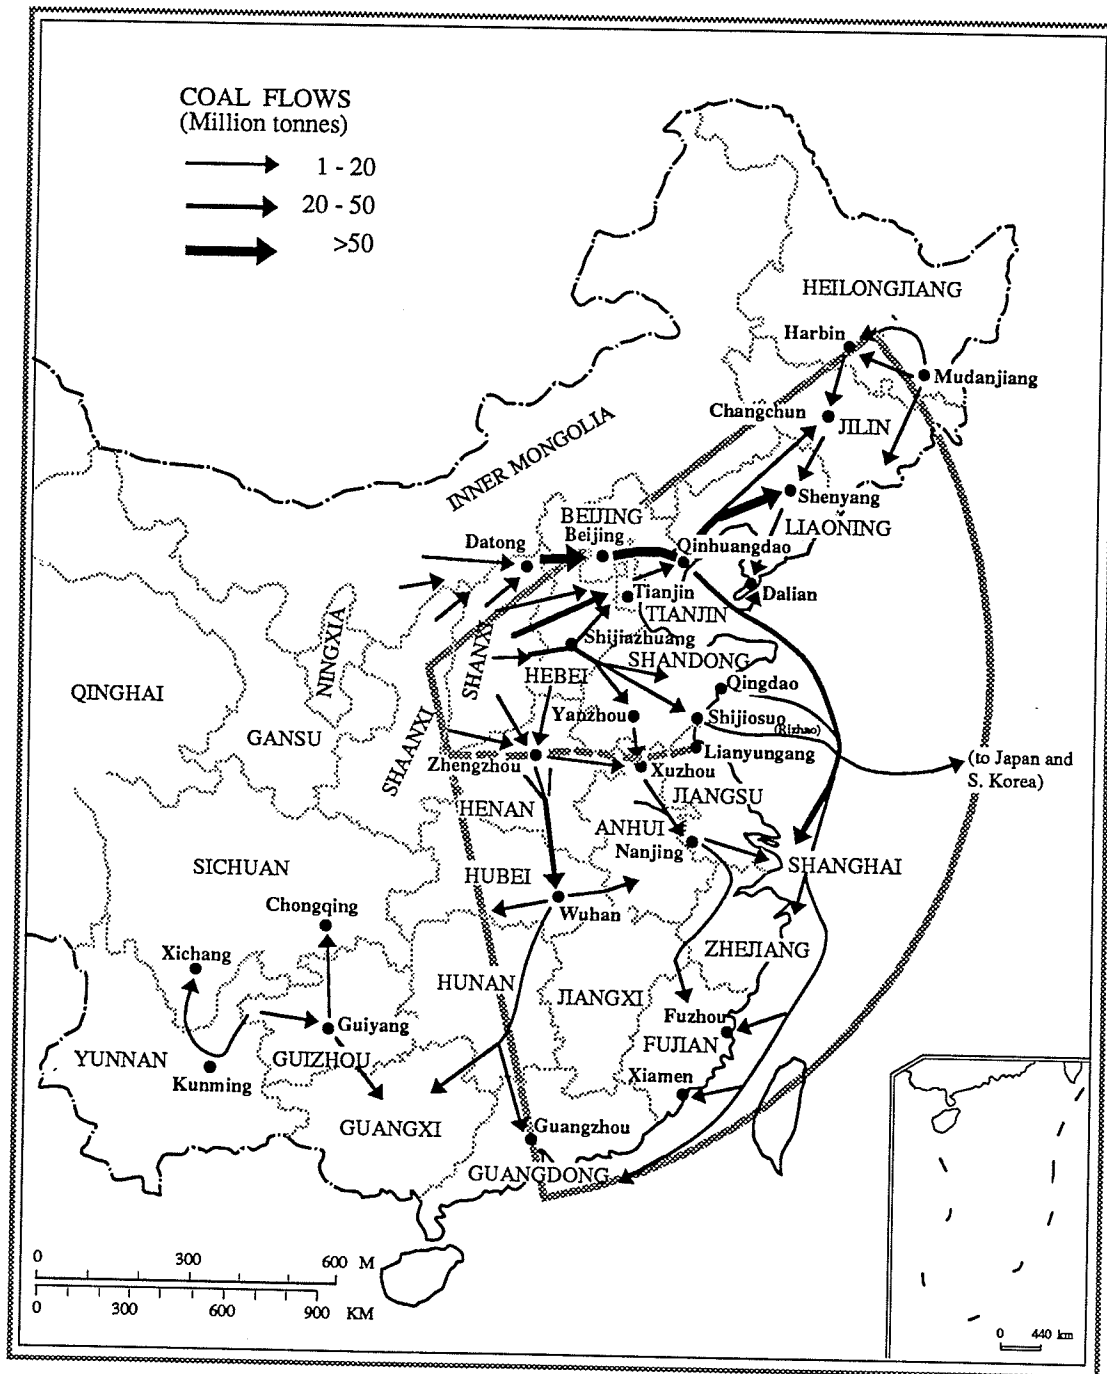 COAL FLOWS
(Million tonnes)
1 - 20
20 - 50
>50
HEILONGJIANG
Harbin
Mudanjiang
Changchun
JILIN
INNER MONGOLIA
Shenyang
BEIJING
LIAONING
Datong
Beijing
Qinhuangdao
Dalian
Tianjin
TIANJIN
NINGXIA
SHANXI
Shijiazhuang
SHANDONG
HEBEI
QINGHAI
Qingdao
Yanzhou
Shijiosuo
(Rizhao)
GANSU
SHAANXI
Lianyungang
Zhengzhou
Xuzhou
(to Japan and
S. Korea)
JIANGSU
HENAN
ANHUI
Nanjing
SHANGHAI
SICHUAN
HUBEI
Chongqing
Wuhan
Xichang
ZHEJIANG
HUNAN
JIANGXI
Fuzhou
Guiyang
FUJIAN
YUNNAN
GUIZHOU
Kunming
Xiamen
GUANGXI
Guangzhou
GUANGDONG
0 300 600 M
0 300 600 900 KM
0 440 km